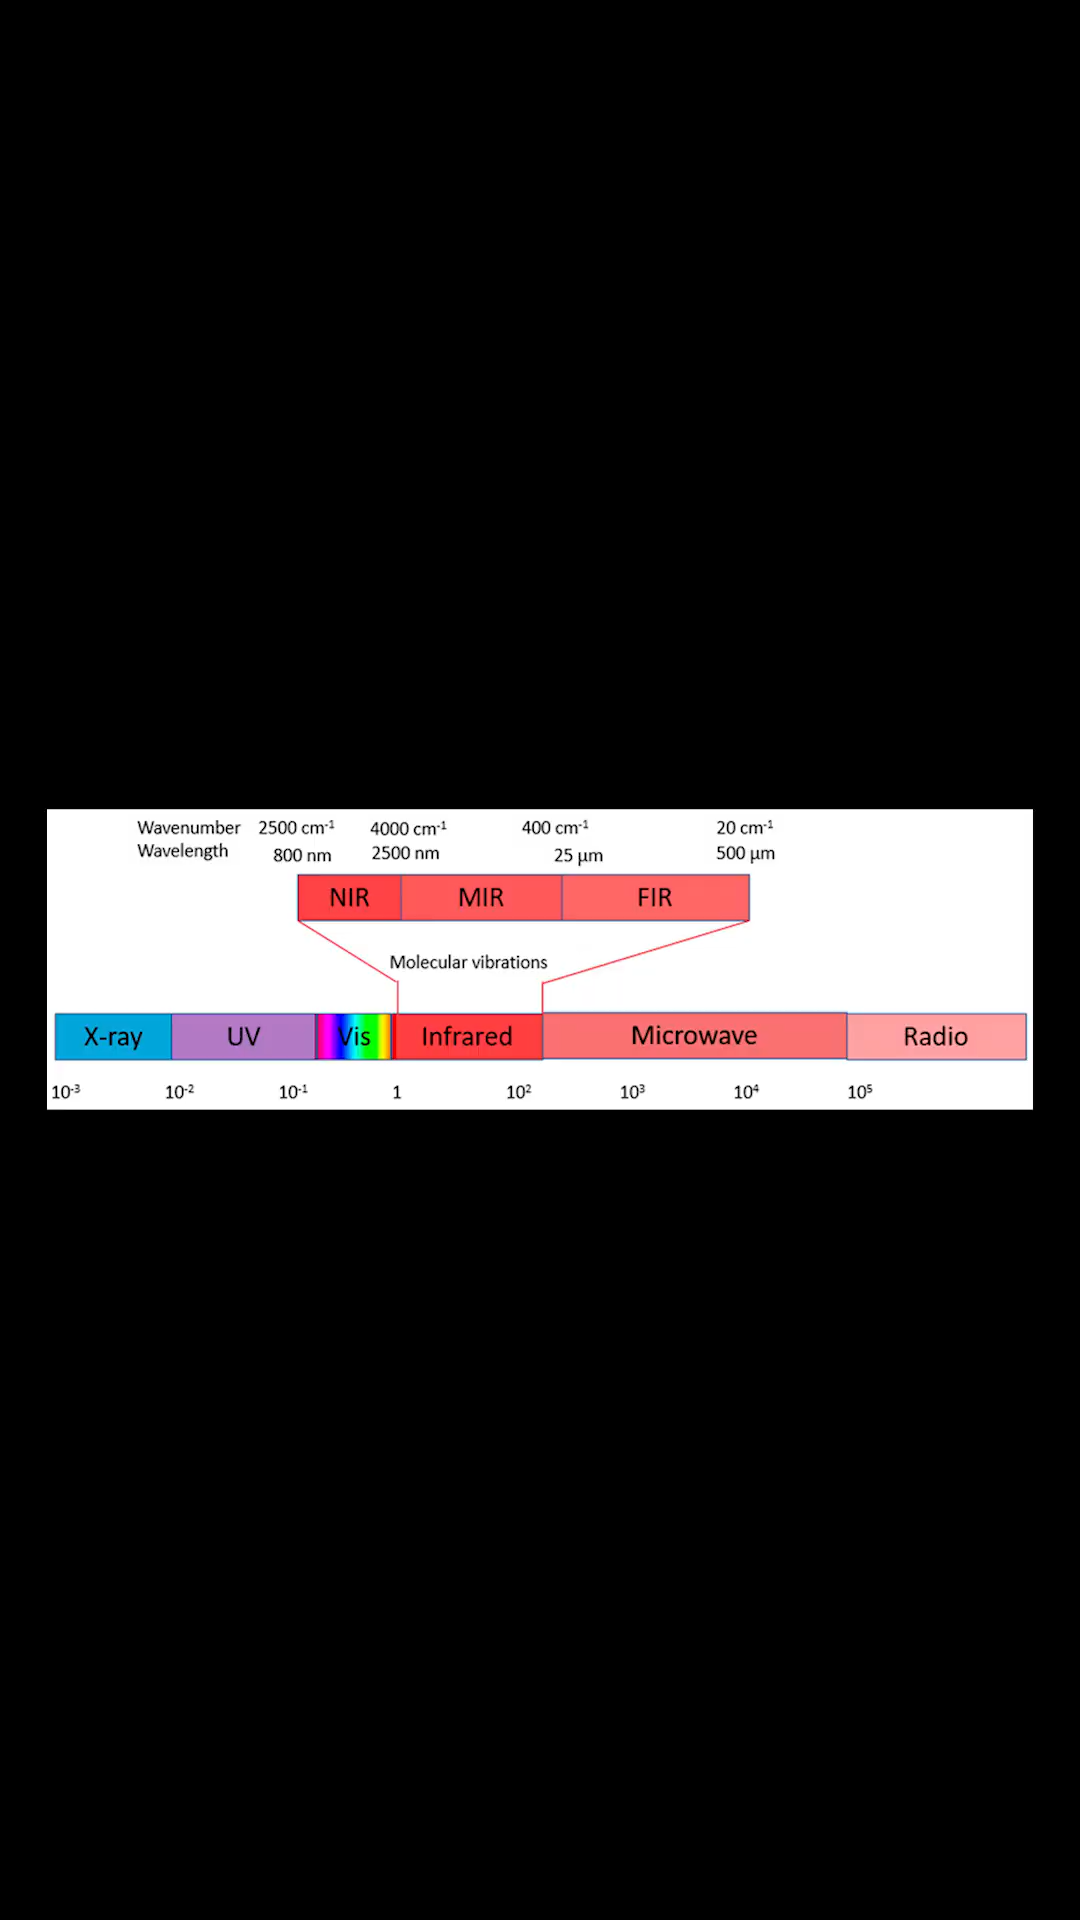 Wavenumber 2500 cm⁻¹ 4000 cm⁻¹ 400 cm⁻¹ 20 cm⁻¹
Wavelength 800 nm 2500 nm 25 µm 500 µm
NIR MIR FIR
Molecular vibrations
X-ray UV Vis Infrared Microwave Radio
10⁻³ 10⁻² 10⁻¹ 1 10² 10³ 10⁴ 10⁵